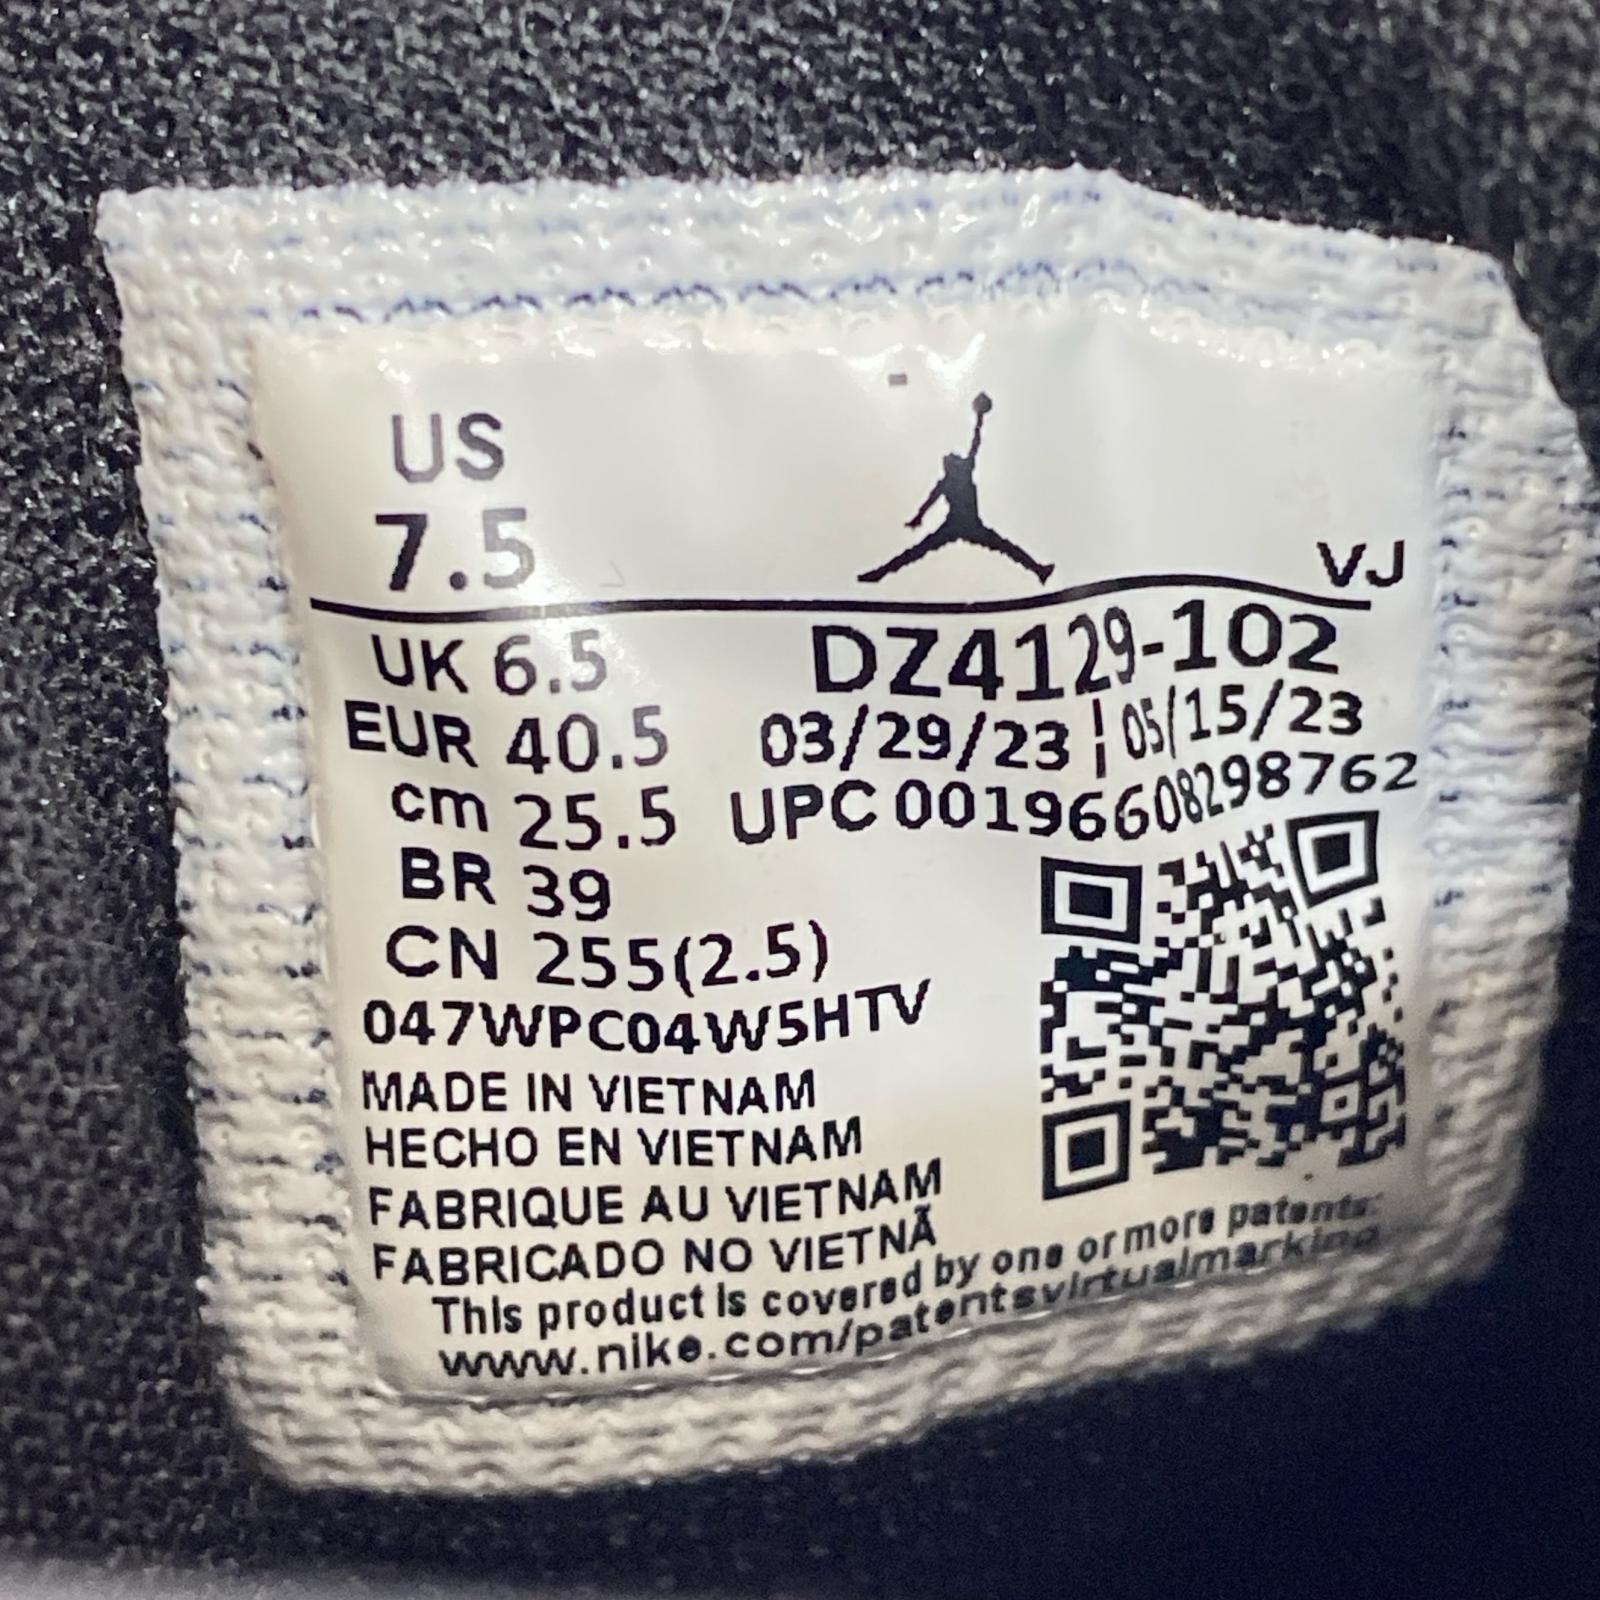 US
7.5
VJ
UK 6.5
DZ4129-102
EUR 40.5
03/29/23 ¦ 05/15/23
cm 25.5
UPC 00196608298762
BR 39
CN 255(2.5)
047WPC04W5HTV
MADE IN VIETNAM
HECHO EN VIETNAM
FABRIQUE AU VIETNAM
FABRICADO NO VIETNÃ
This product is covered by one or more patents:
www.nike.com/patentsvirtualmarking